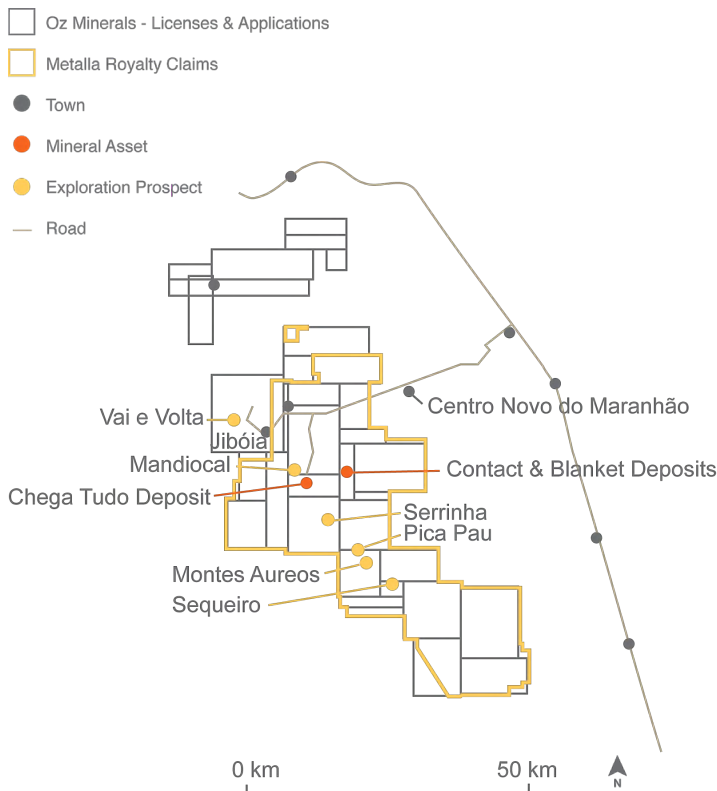 Oz Minerals - Licenses & Applications
Metalla Royalty Claims
Town
Mineral Asset
Exploration Prospect
Road
Centro Novo do Maranhão
Vai e Volta
Jibóia
Mandiocal
Contact & Blanket Deposits
Chega Tudo Deposit
Serrinha
Pica Pau
Montes Aureos
Sequeiro
0 km
50 km
N